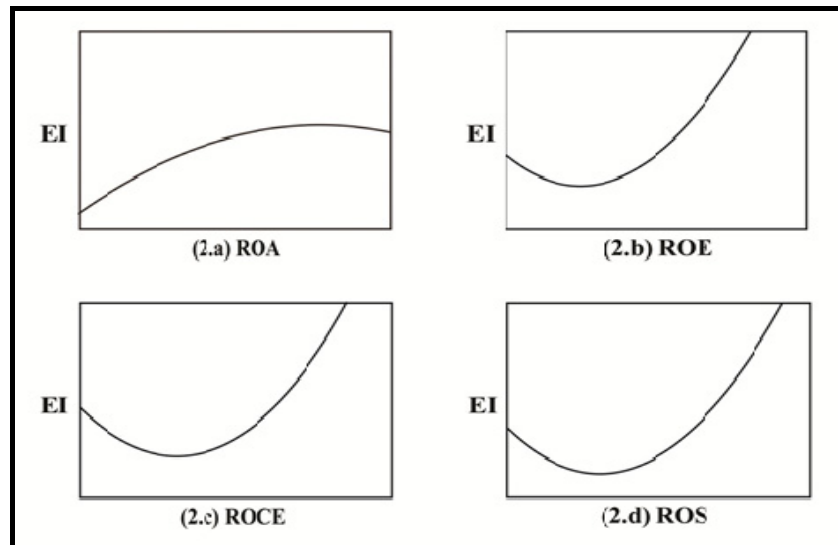 EI
(2.a) ROA
EI
(2.b) ROE
EI
(2.c) ROCE
EI
(2.d) ROS